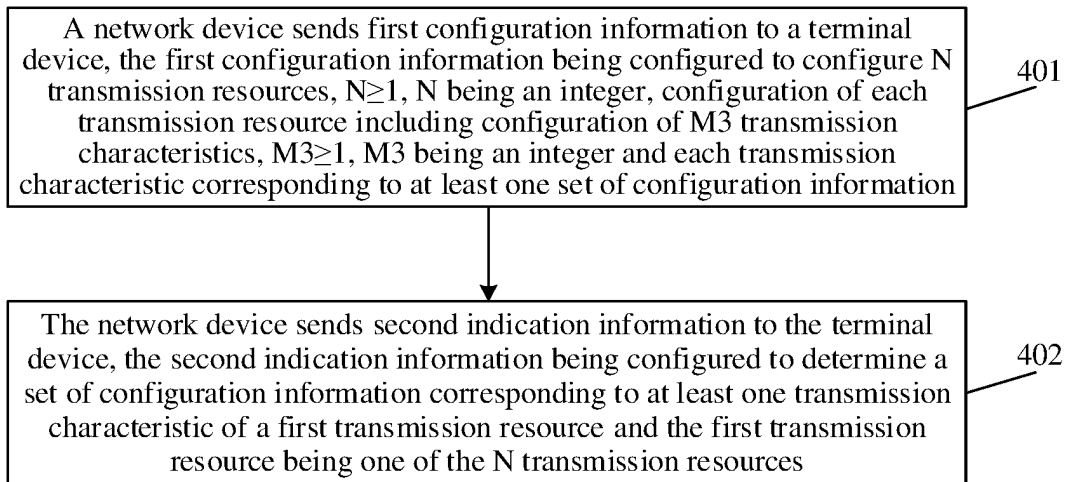 A network device sends first configuration information to a terminal
device, the first configuration information being configured to configure N
transmission resources, N≥1, N being an integer, configuration of each
transmission resource including configuration of M3 transmission
characteristics, M3≥1, M3 being an integer and each transmission
characteristic corresponding to at least one set of configuration information
401
The network device sends second indication information to the terminal
device, the second indication information being configured to determine a
set of configuration information corresponding to at least one transmission
characteristic of a first transmission resource and the first transmission
resource being one of the N transmission resources
402